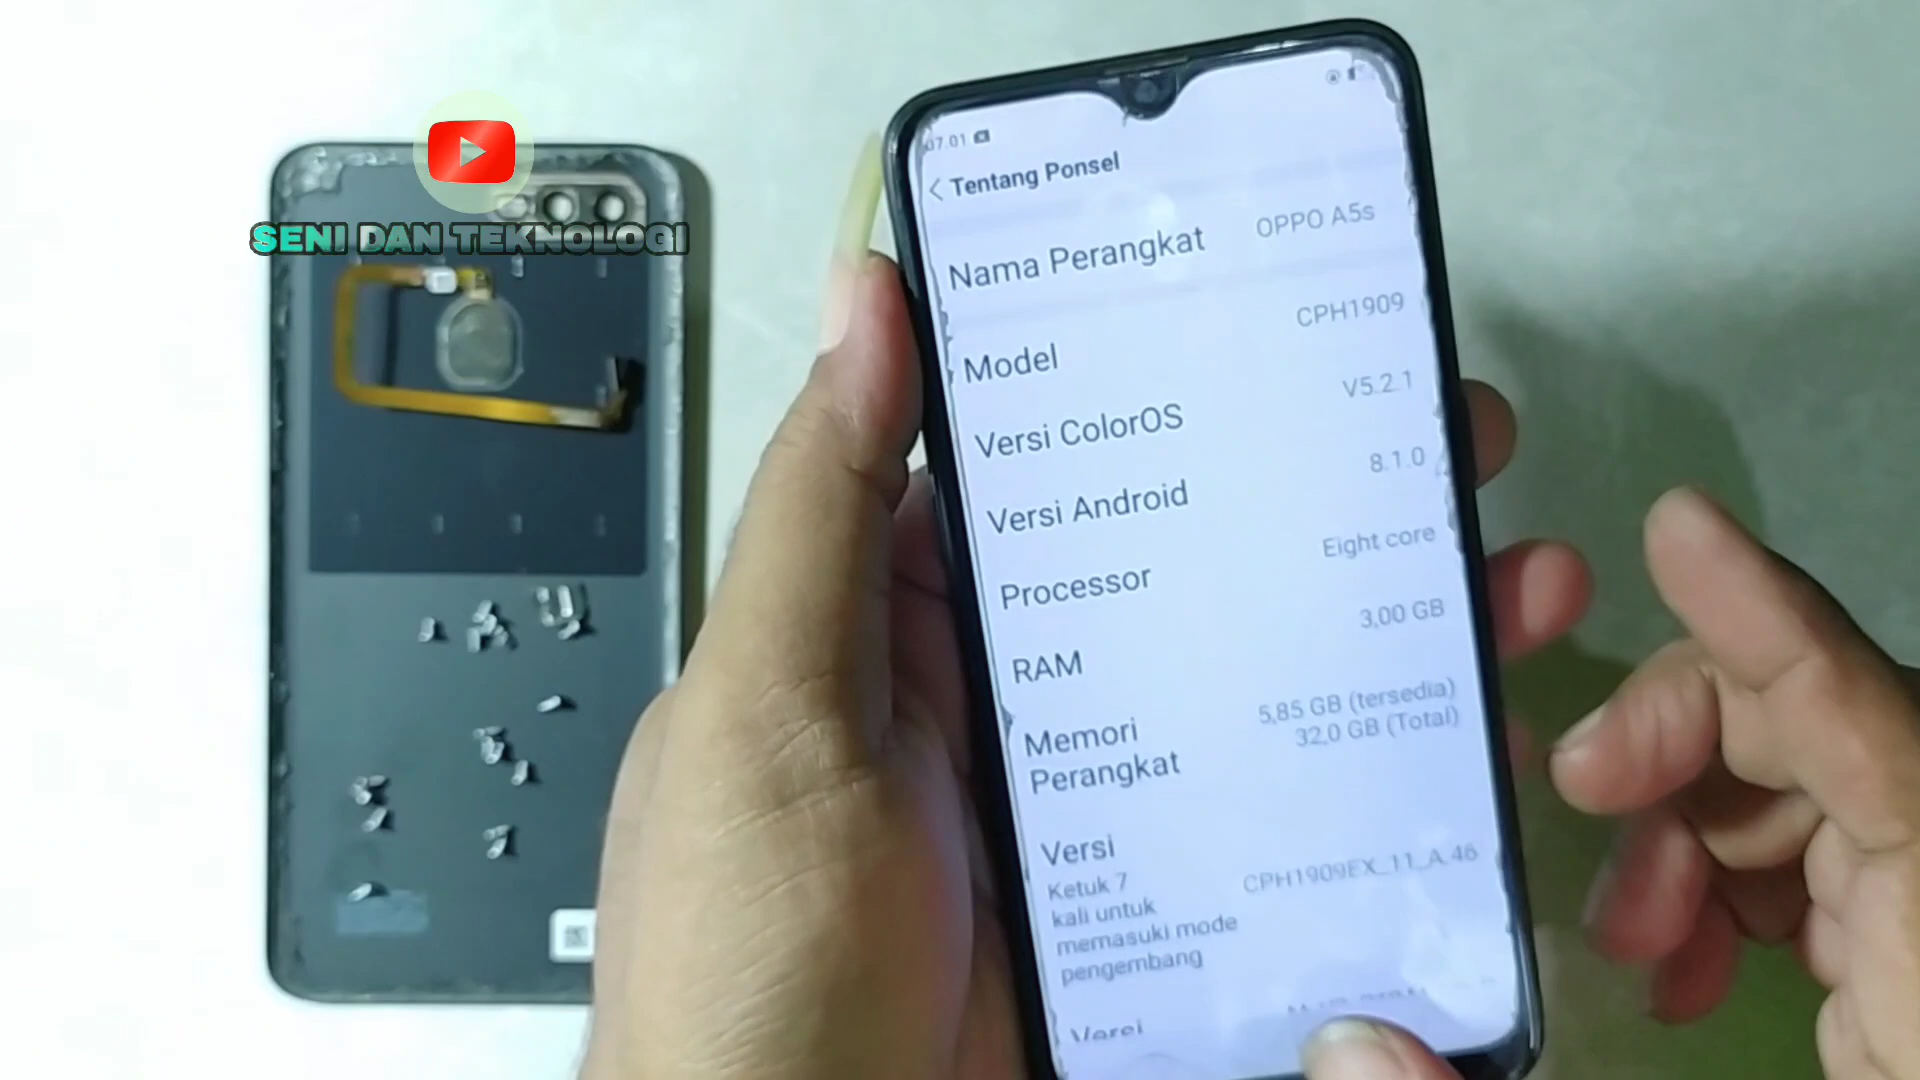 SENI DAN TEKNOLOGI
07.01
Tentang Ponsel
Nama Perangkat OPPO A5s
Model CPH1909
Versi ColorOS V5.2.1
Versi Android 8.1.0
Processor Eight core
RAM 3,00 GB
Memori Perangkat 5,85 GB (tersedia)
32,0 GB (Total)
Versi CPH1909EX_11_A.46
Ketuk 7
kali untuk
memasuki mode
pengembang
Versi